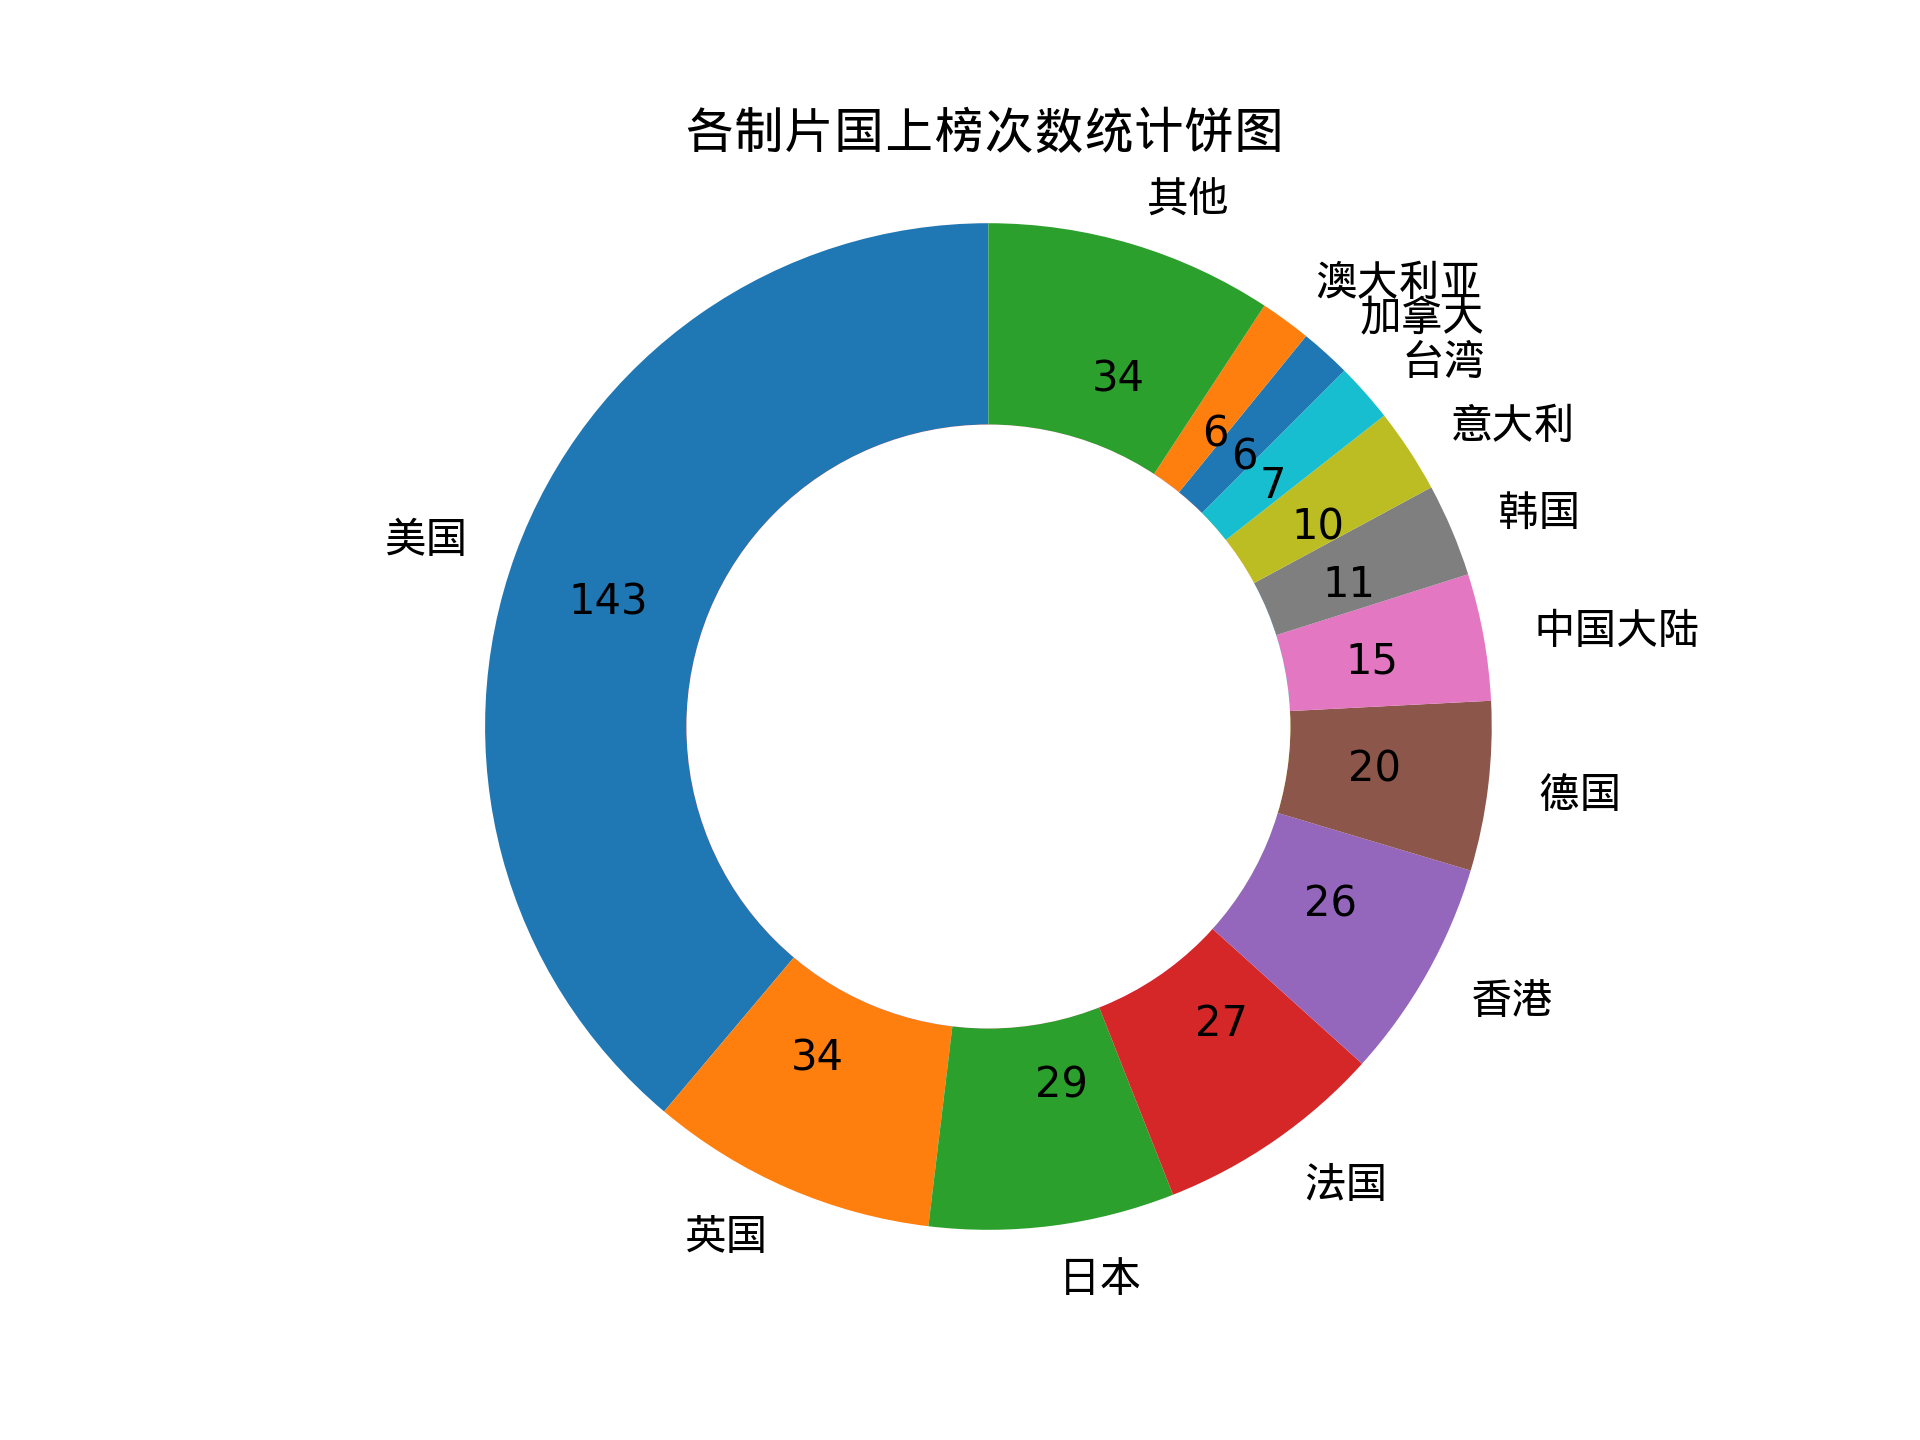 各制片国上榜次数统计饼图
其他
澳大利亚
加拿大
台湾
意大利
韩国
中国大陆
德国
香港
法国
日本
英国
美国
34
6
6
7
10
11
15
20
26
27
29
34
143